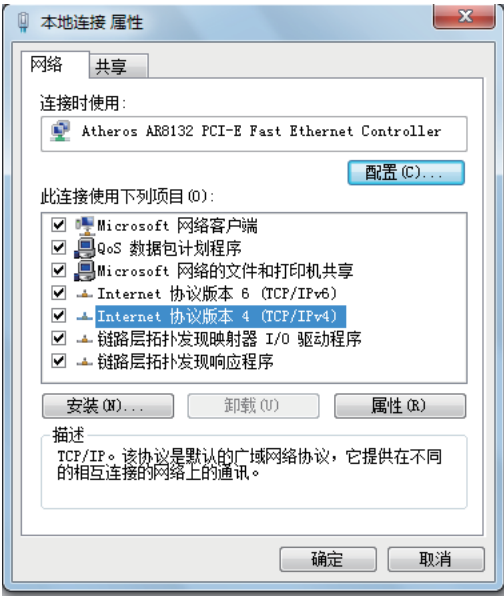 本地连接 属性
网络
共享
连接时使用:
Atheros AR8132 PCI-E Fast Ethernet Controller
配置(C)...
此连接使用下列项目(O):
Microsoft 网络客户端
QoS 数据包计划程序
Microsoft 网络的文件和打印机共享
Internet 协议版本 6 (TCP/IPv6)
Internet 协议版本 4 (TCP/IPv4)
链路层拓扑发现映射器 I/O 驱动程序
链路层拓扑发现响应程序
安装(N)...
卸载(U)
属性(R)
描述
TCP/IP。该协议是默认的广域网络协议，它提供在不同
的相互连接的网络上的通讯。
确定
取消